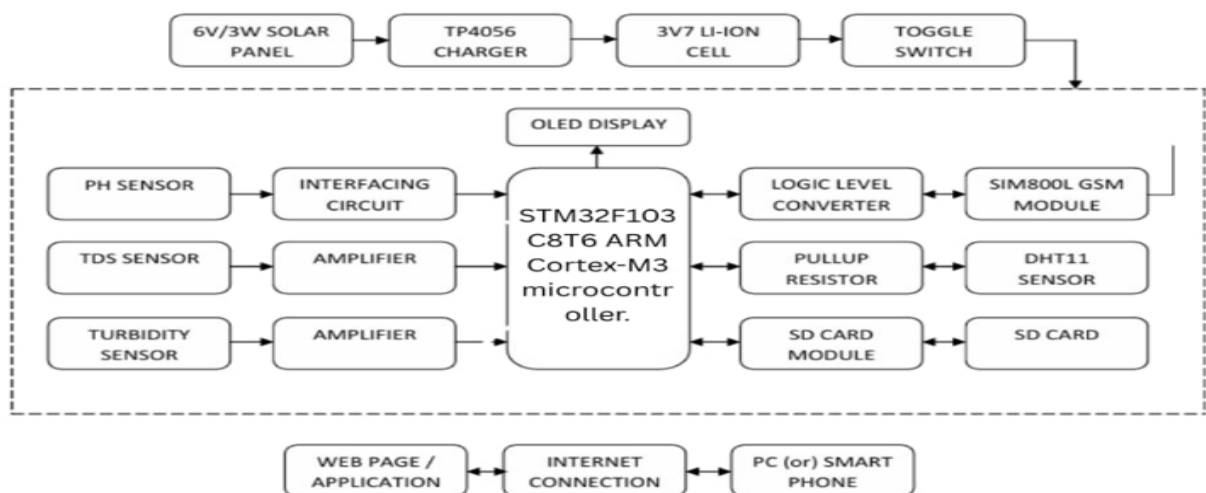 6V/3W SOLAR
PANEL
TP4056
CHARGER
3V7 LI-ION
CELL
TOGGLE
SWITCH
OLED DISPLAY
PH SENSOR
INTERFACING
CIRCUIT
STM32F103
C8T6 ARM
Cortex-M3
microcontr
oller.
LOGIC LEVEL
CONVERTER
SIM800L GSM
MODULE
TDS SENSOR
AMPLIFIER
PULLUP
RESISTOR
DHT11
SENSOR
TURBIDITY
SENSOR
AMPLIFIER
SD CARD
MODULE
SD CARD
WEB PAGE /
APPLICATION
INTERNET
CONNECTION
PC (or) SMART
PHONE